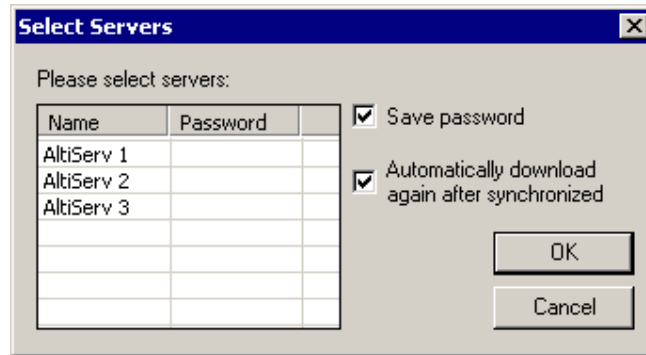 Select Servers
Please select servers:
Name Password
AltiServ 1
AltiServ 2
AltiServ 3
Save password
Automatically download
again after synchronized
OK
Cancel